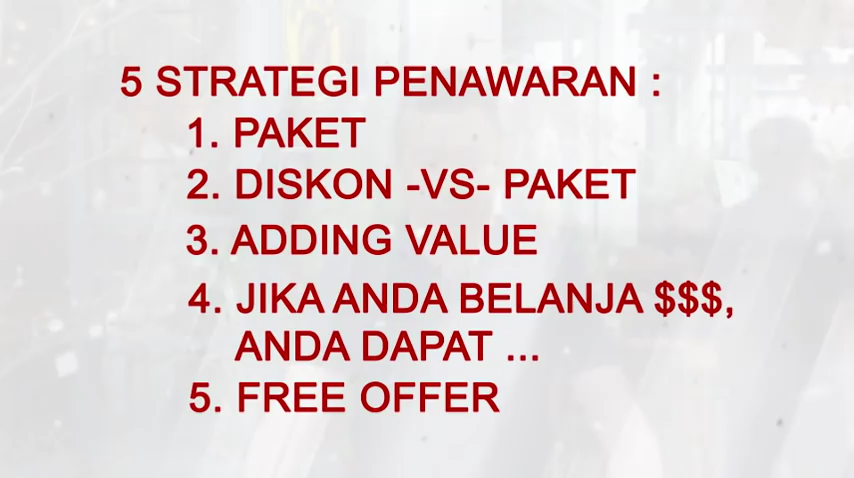 5 STRATEGI PENAWARAN :
1. PAKET
2. DISKON -VS- PAKET
3. ADDING VALUE
4. JIKA ANDA BELANJA $$$,
ANDA DAPAT ...
5. FREE OFFER